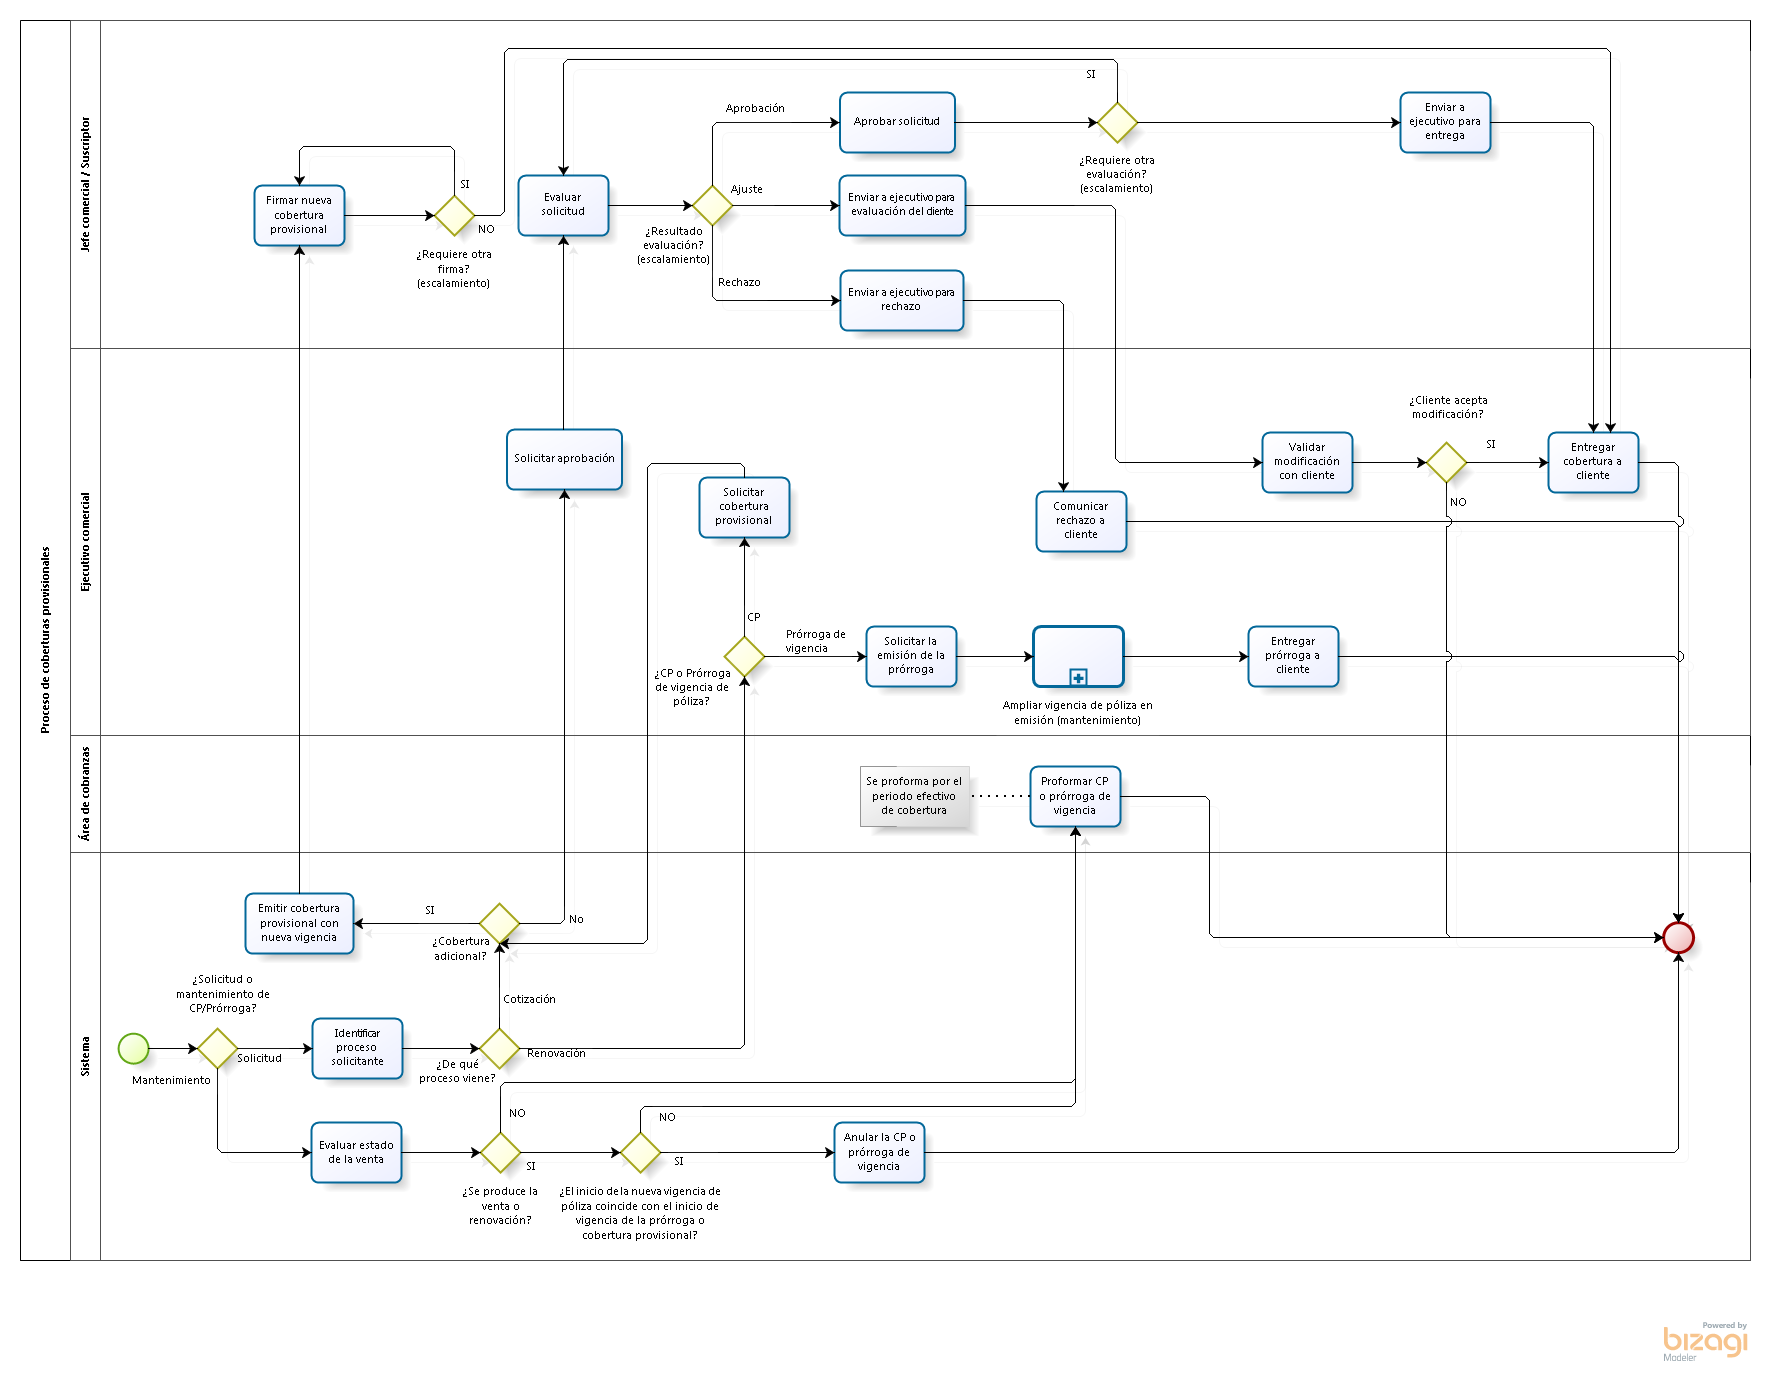 Proceso de coberturas provisionales
Jefe comercial / Suscriptor
SI
Aprobación
Aprobar solicitud
Enviar a
ejecutivo para
entrega
¿Requiere otra
evaluación?
(escalamiento)
SI
Firmar nueva
cobertura
provisional
NO
¿Requiere otra
firma?
(escalamiento)
Evaluar
solicitud
Ajuste
Enviar a ejecutivo para
evaluación del cliente
¿Resultado
evaluación?
(escalamiento)
Rechazo
Enviar a ejecutivo para
rechazo
Ejecutivo comercial
¿Cliente acepta
modificación?
Solicitar aprobación
Validar
modificación
con cliente
SI
Entregar
cobertura a
cliente
NO
Solicitar
cobertura
provisional
Comunicar
rechazo a
cliente
CP
Prórroga de
vigencia
¿CP o Prórroga
de vigencia de
póliza?
Solicitar la
emisión de la
prórroga
Ampliar vigencia de póliza en
emisión (mantenimiento)
Entregar
prórroga a
cliente
Área de cobranzas
Se proforma por el
periodo efectivo
de cobertura
Proformar CP
o prórroga de
vigencia
Sistema
Emitir cobertura
provisional con
nueva vigencia
SI
No
¿Cobertura
adicional?
¿Solicitud o
mantenimiento de
CP/Prórroga?
Cotización
Solicitud
Mantenimiento
Identificar
proceso
solicitante
¿De qué
proceso viene?
Renovación
NO
NO
Evaluar estado
de la venta
SI
SI
Anular la CP o
prórroga de
vigencia
¿Se produce la
venta o
renovación?
¿El inicio de la nueva vigencia de
póliza coincide con el inicio de
vigencia de la prórroga o
cobertura provisional?
Powered by
bizagi
Modeler